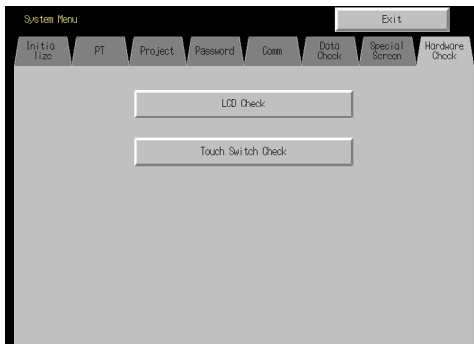 System Menu
Exit
Initia
lize
PT
Project
Password
Comm
Data
Check
Special
Screen
Hardware
Check
LCD Check
Touch Switch Check